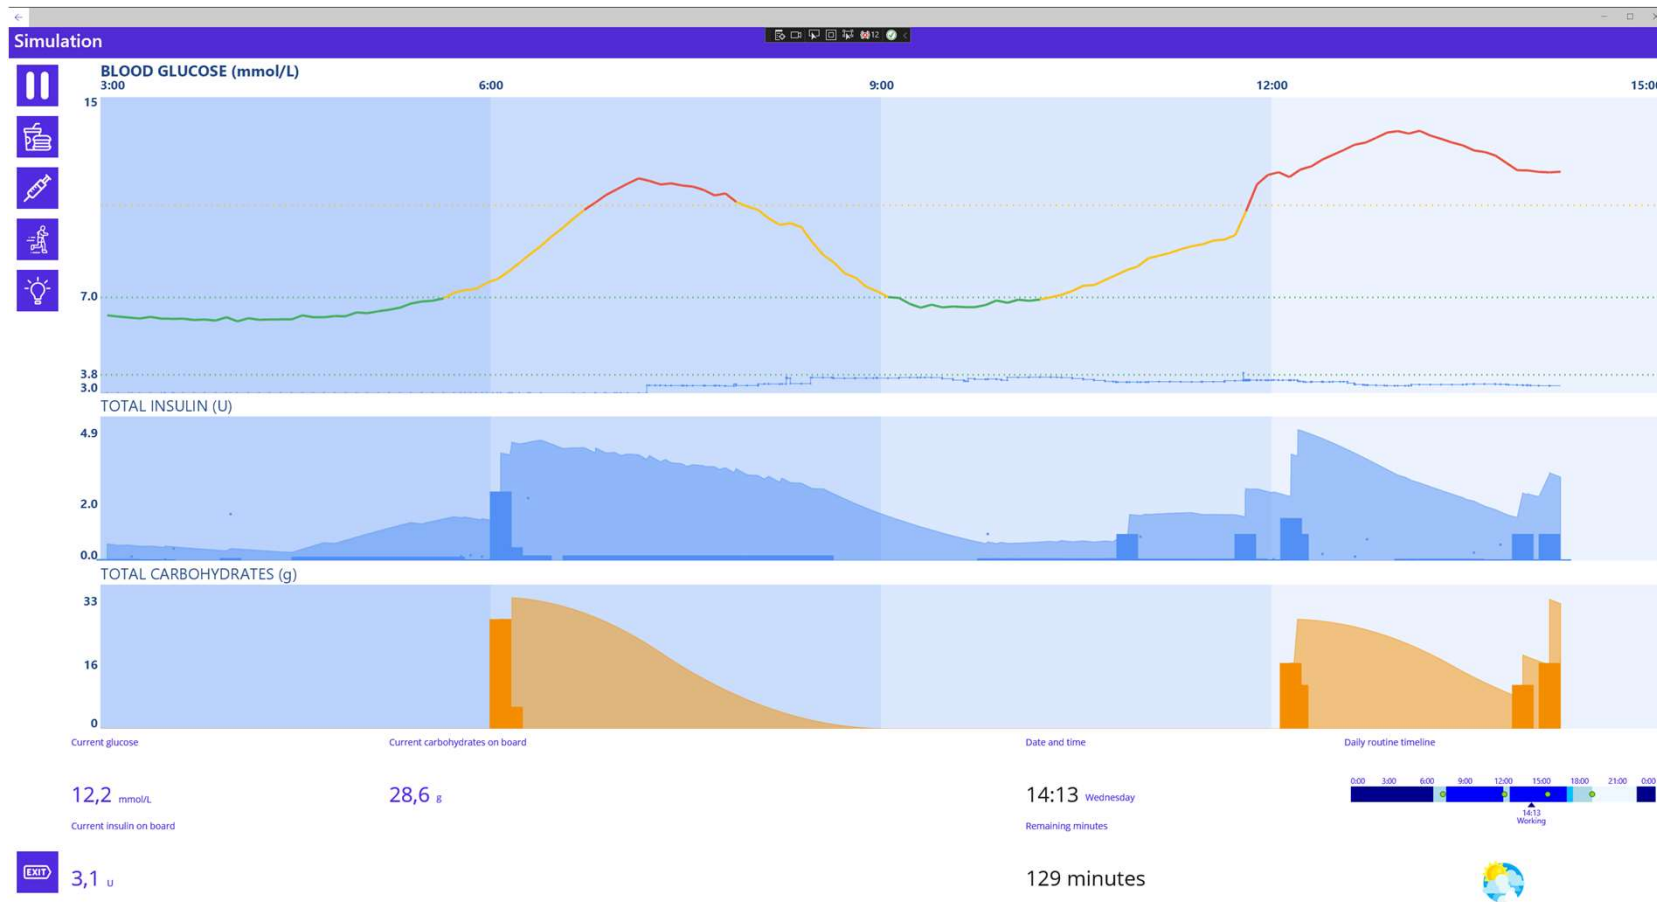 Simulation
12
BLOOD GLUCOSE (mmol/L)
3:00 6:00 9:00 12:00 15:00
15
7.0
3.8
3.0
TOTAL INSULIN (U)
4.9
2.0
0.0
TOTAL CARBOHYDRATES (g)
33
16
0
Current glucose Current carbohydrates on board Date and time Daily routine timeline
0:00 3:00 6:00 9:00 12:00 15:00 18:00 21:00 0:00
12,2 mmol/L 28,6 g 14:13 Wednesday
14:13
Working
Current insulin on board Remaining minutes
EXIT
3,1 U 129 minutes